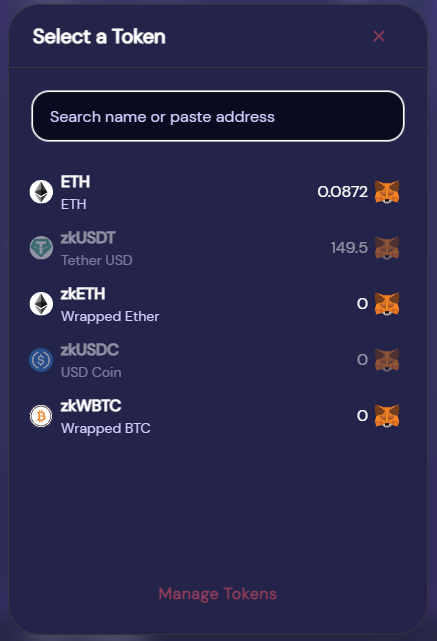 Select a Token
Search name or paste address
ETH
0.0872
ETH
zkUSDT
149.5
Tether USD
zkETH
0
Wrapped Ether
zkUSDC
0
USD Coin
zkWBTC
0
Wrapped BTC
Manage Tokens